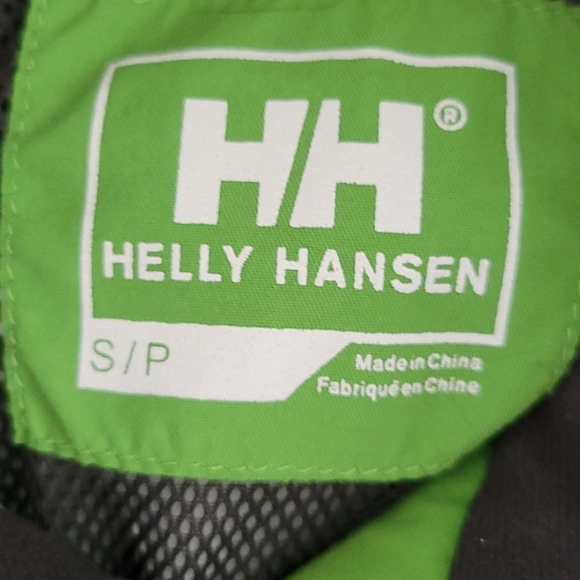 HH®
HELLY HANSEN
S/P
Made in China
Fabriqué en Chine